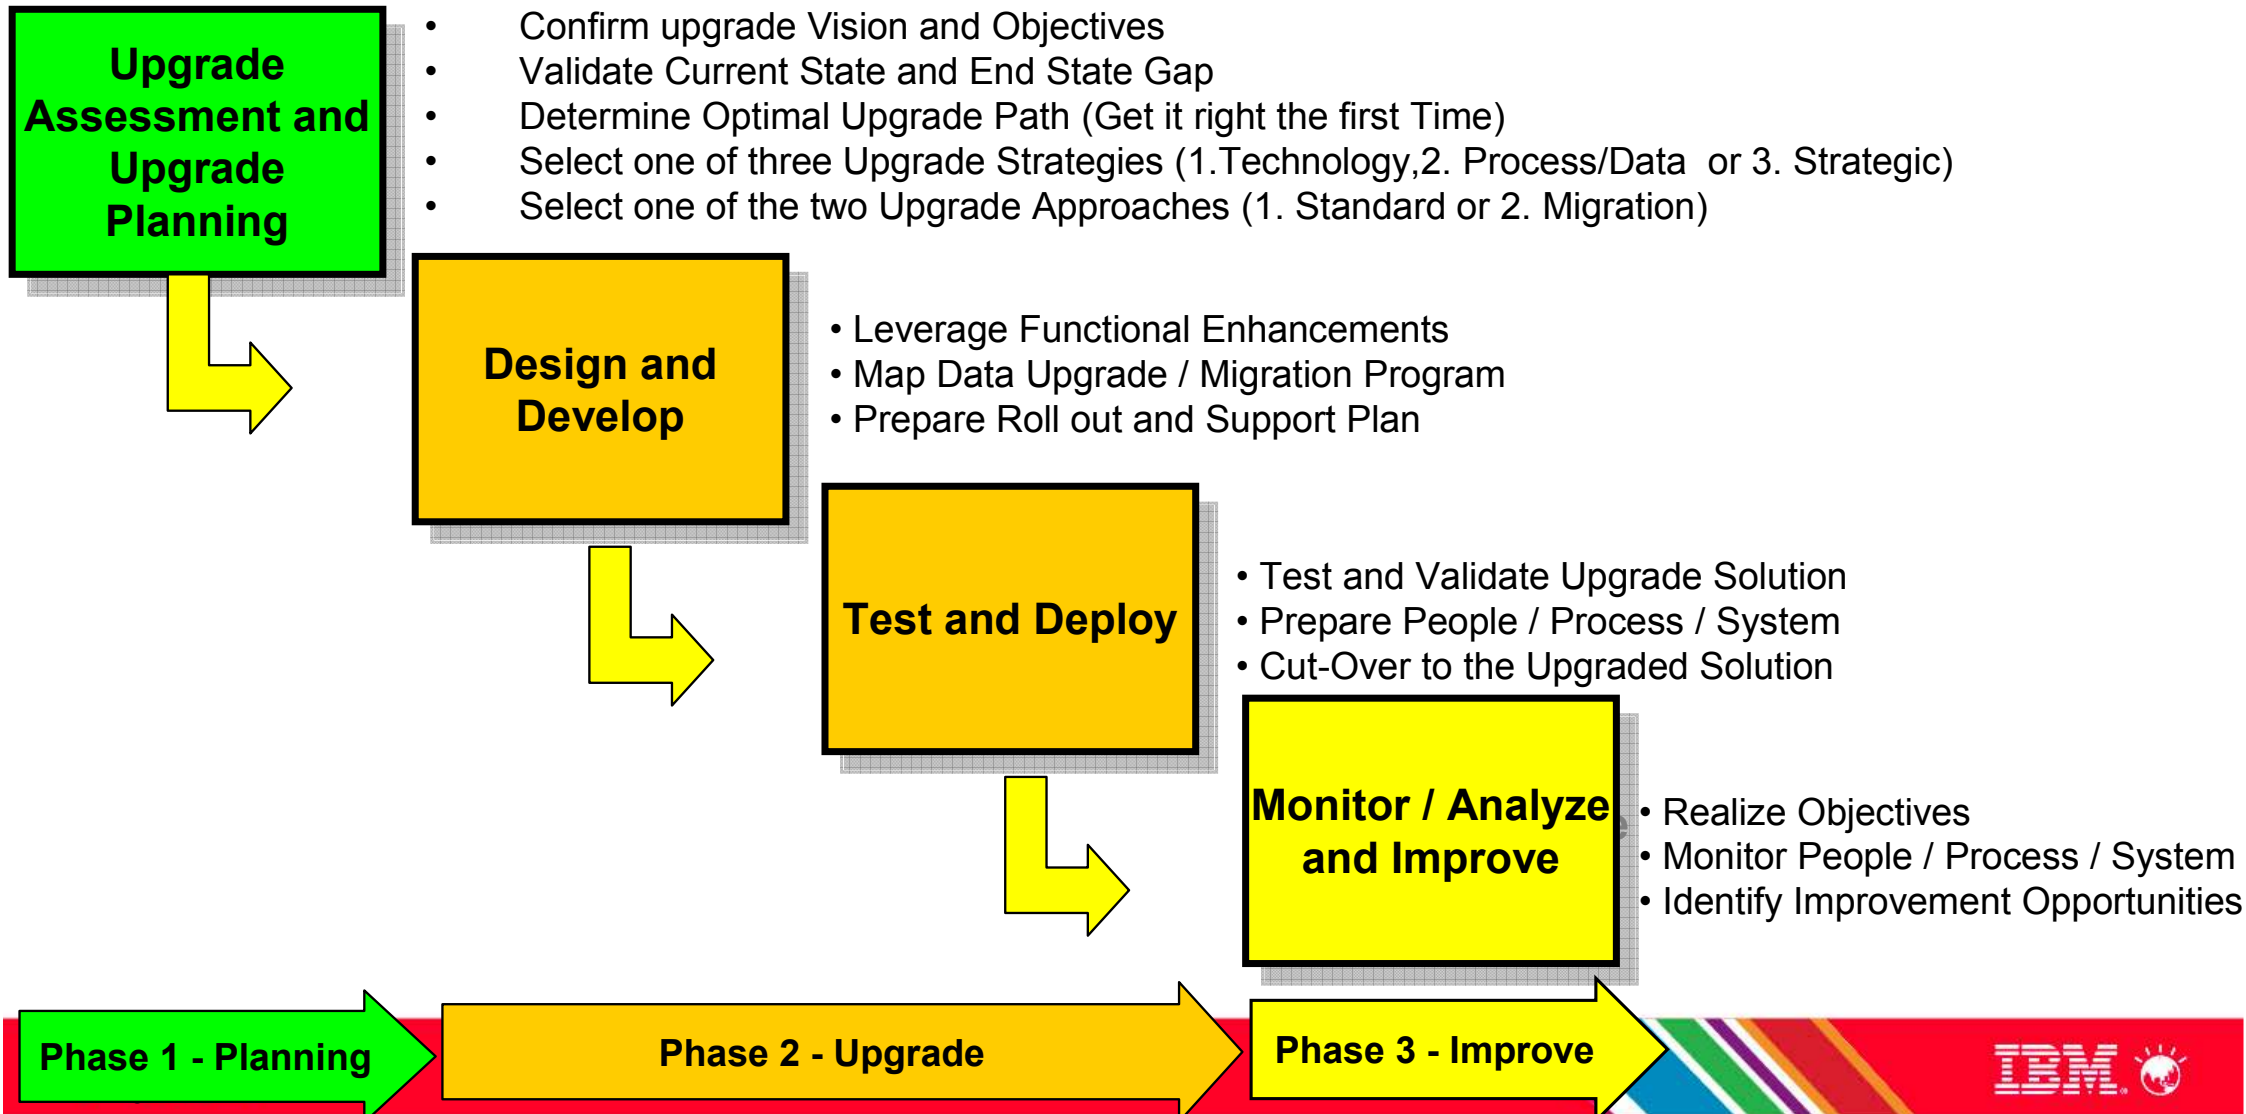 Upgrade
Assessment and
Upgrade
Planning
• Confirm upgrade Vision and Objectives
• Validate Current State and End State Gap
• Determine Optimal Upgrade Path (Get it right the first Time)
• Select one of three Upgrade Strategies (1.Technology,2. Process/Data or 3. Strategic)
• Select one of the two Upgrade Approaches (1. Standard or 2. Migration)
Design and
Develop
• Leverage Functional Enhancements
• Map Data Upgrade / Migration Program
• Prepare Roll out and Support Plan
Test and Deploy
• Test and Validate Upgrade Solution
• Prepare People / Process / System
• Cut-Over to the Upgraded Solution
Monitor / Analyze
and Improve
• Realize Objectives
• Monitor People / Process / System
• Identify Improvement Opportunities
Phase 1 - Planning
Phase 2 - Upgrade
Phase 3 - Improve
IBM.